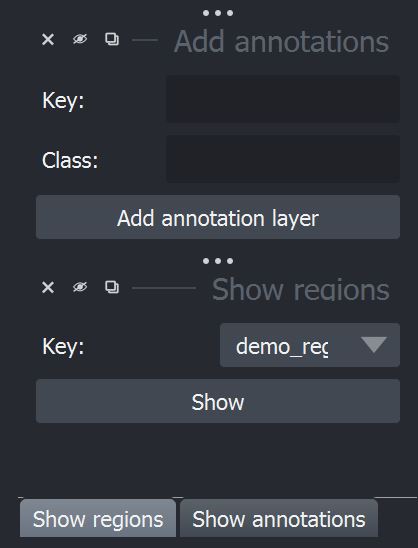 Add annotations
Key:
Class:
Add annotation layer
Show regions
Key:
demo_reg
Show
Show regions
Show annotations